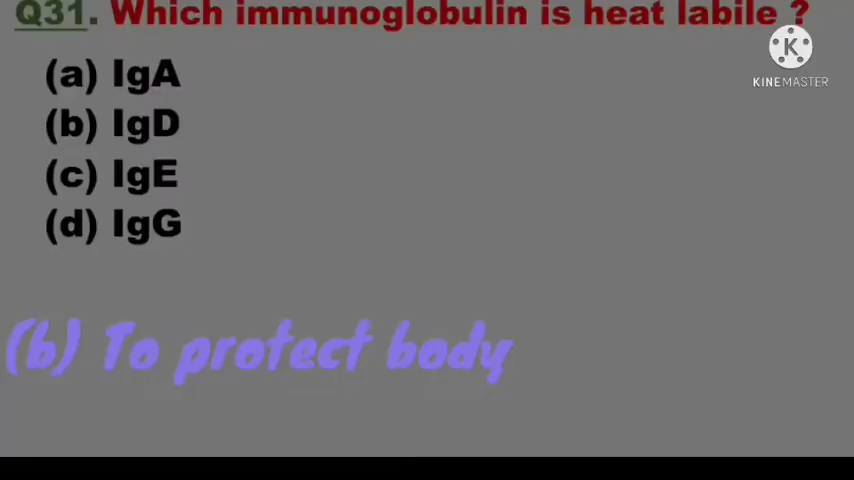 Q31. Which immunoglobulin is heat labile ?
(a) IgA
(b) IgD
(c) IgE
(d) IgG
(b) To protect body
KINEMASTER